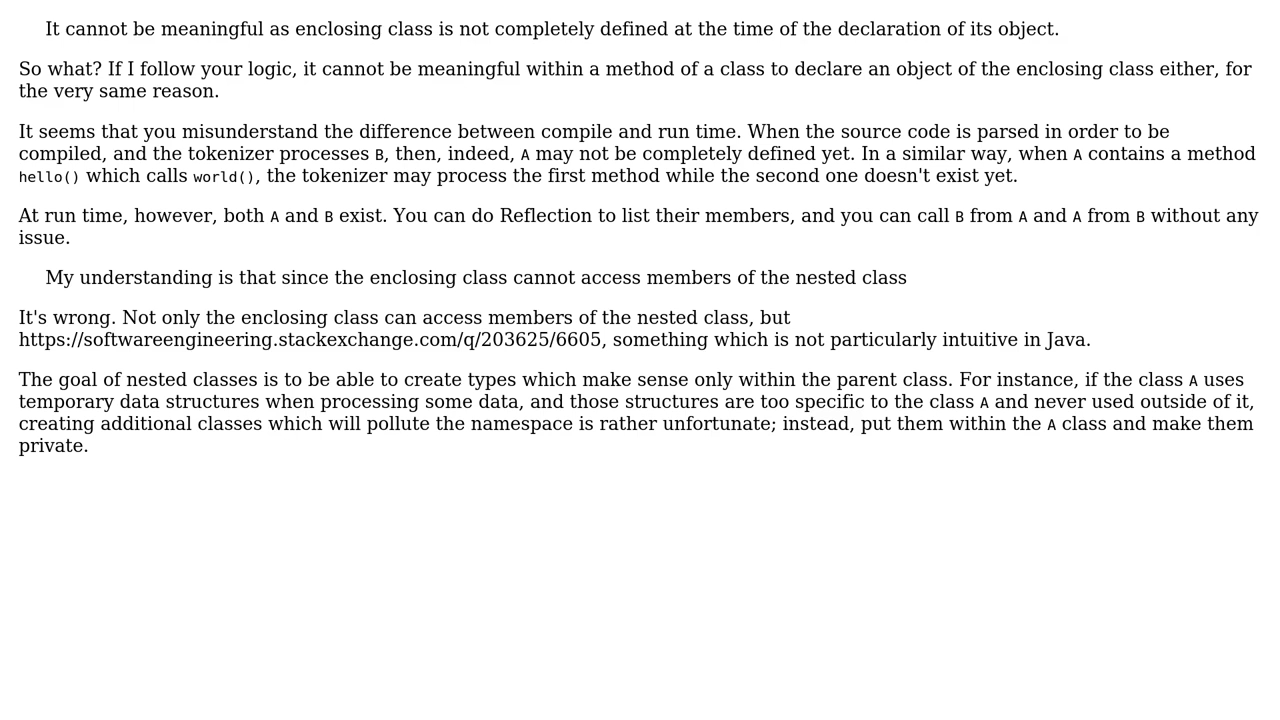 It cannot be meaningful as enclosing class is not completely defined at the time of the declaration of its object.
So what? If I follow your logic, it cannot be meaningful within a method of a class to declare an object of the enclosing class either, for
the very same reason.
It seems that you misunderstand the difference between compile and run time. When the source code is parsed in order to be
compiled, and the tokenizer processes B, then, indeed, A may not be completely defined yet. In a similar way, when A contains a method
hello() which calls world(), the tokenizer may process the first method while the second one doesn't exist yet.
At run time, however, both A and B exist. You can do Reflection to list their members, and you can call B from A and A from B without any
issue.
My understanding is that since the enclosing class cannot access members of the nested class
It's wrong. Not only the enclosing class can access members of the nested class, but
https://softwareengineering.stackexchange.com/q/203625/6605, something which is not particularly intuitive in Java.
The goal of nested classes is to be able to create types which make sense only within the parent class. For instance, if the class A uses
temporary data structures when processing some data, and those structures are too specific to the class A and never used outside of it,
creating additional classes which will pollute the namespace is rather unfortunate; instead, put them within the A class and make them
private.